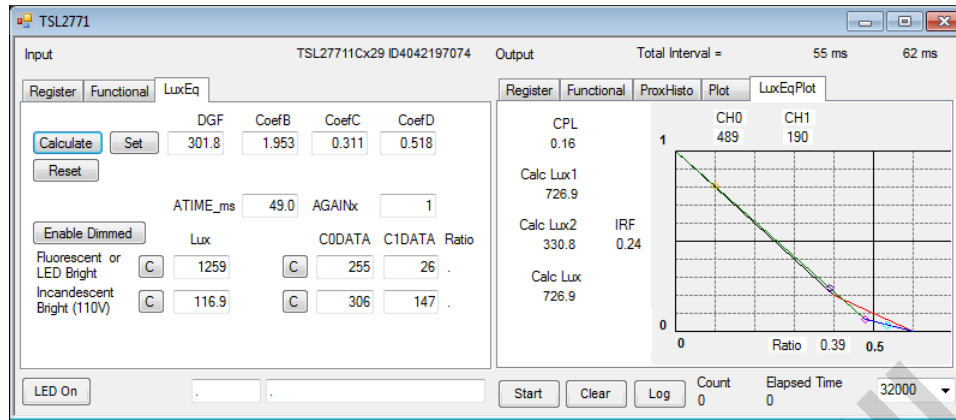 TSL2771
Input
TSL27711Cx29 ID4042197074
Output
Total Interval =
55 ms
62 ms
Register
Functional
LuxEq
Register
Functional
ProxHisto
Plot
LuxEqPlot
DGF
CoefB
CoefC
CoefD
Calculate
Set
301.8
1.953
0.311
0.518
Reset
ATIME_ms
49.0
AGAINx
1
Enable Dimmed
Lux
C0DATA
C1DATA
Ratio
Fluorescent or
LED Bright
C
1259
C
255
26
.
Incandescent
Bright (110V)
C
116.9
C
306
147
.
CPL
0.16
CH0
489
CH1
190
Calc Lux1
726.9
Calc Lux2
330.8
IRF
0.24
Calc Lux
726.9
1
0
0
Ratio
0.39
0.5
LED On
.
.
Start
Clear
Log
Count
0
Elapsed Time
0
32000